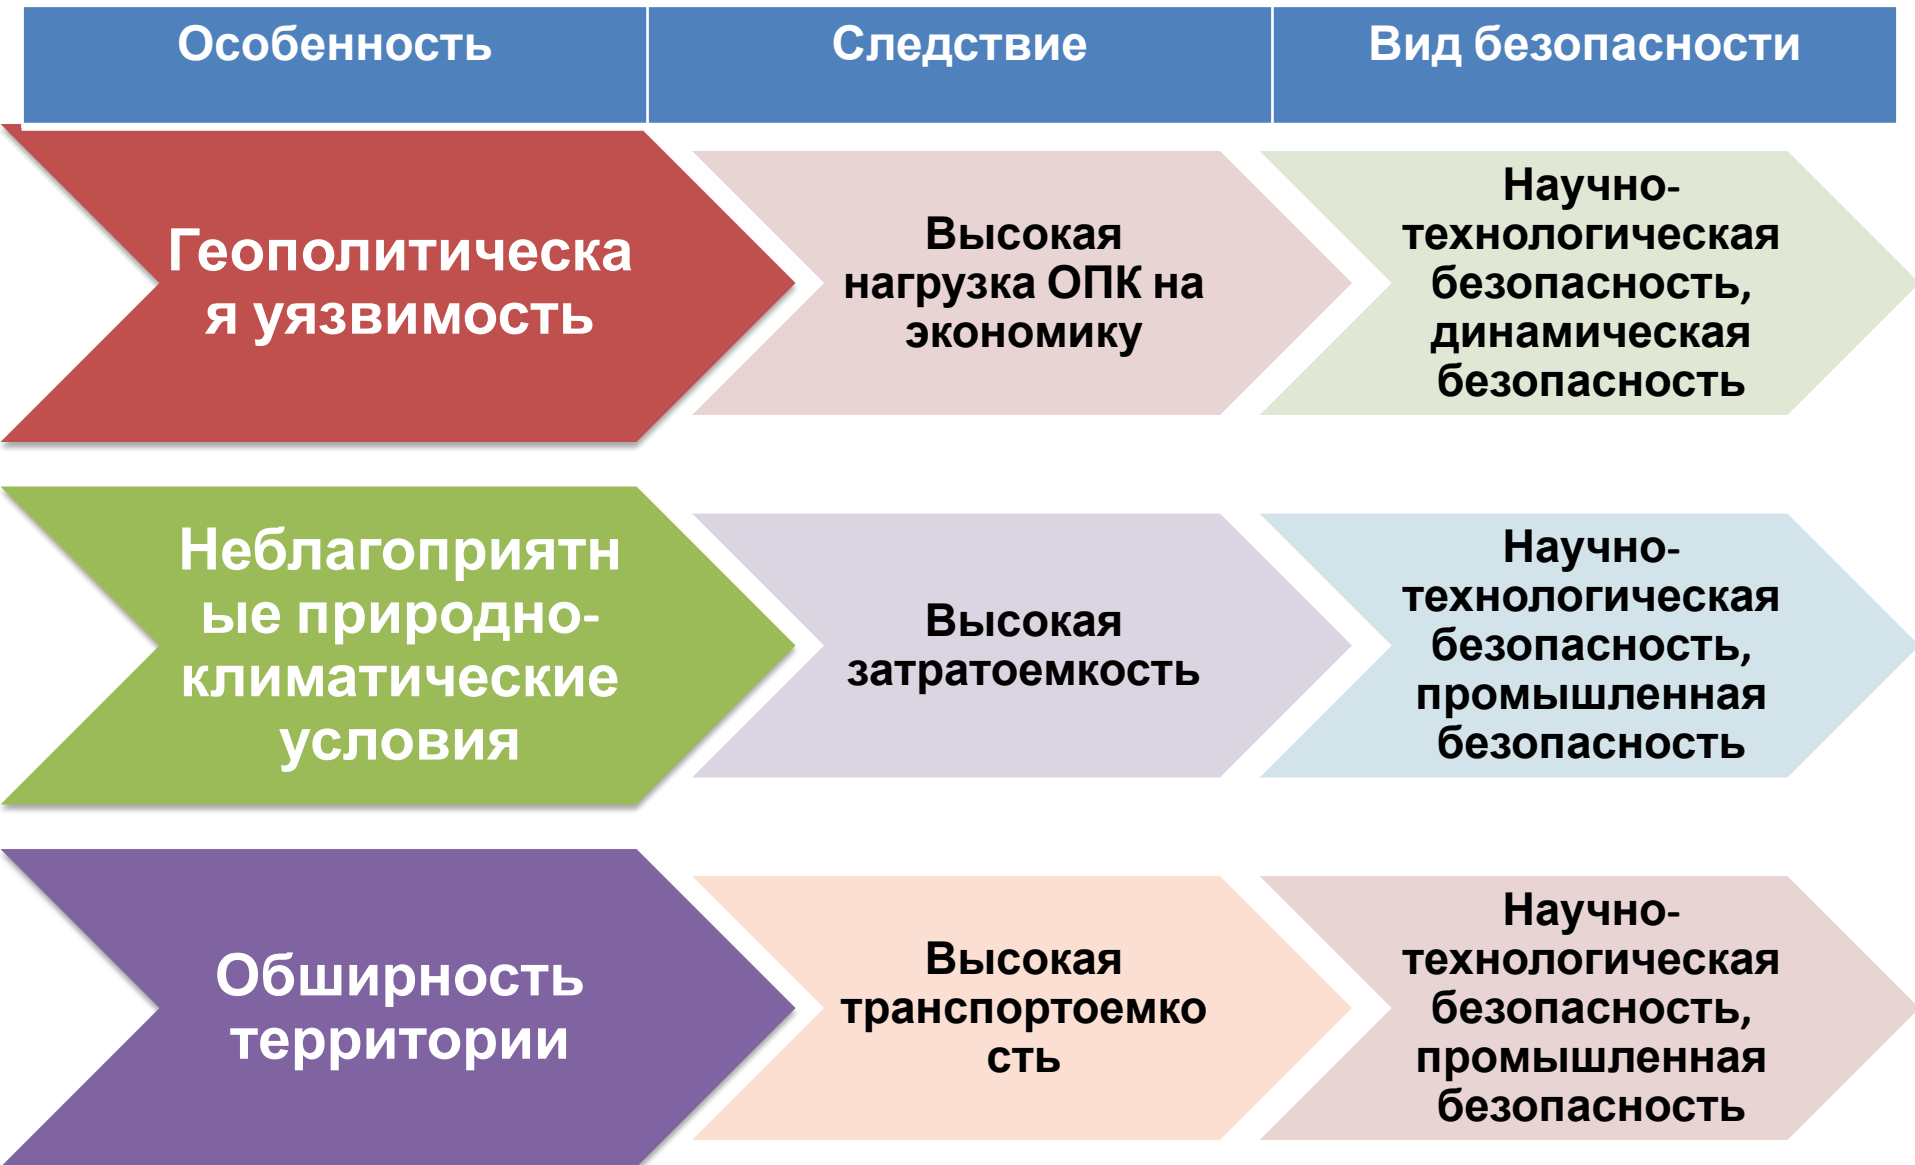 Особенность
Следствие
Вид безопасности
Геополитическа
я уязвимость
Высокая
нагрузка ОПК на
экономику
Научно-
технологическая
безопасность,
динамическая
безопасность
Неблагоприятн
ые природно-
климатические
условия
Высокая
затратоемкость
Научно-
технологическая
безопасность,
промышленная
безопасность
Обширность
территории
Высокая
транспортоемко
сть
Научно-
технологическая
безопасность,
промышленная
безопасность